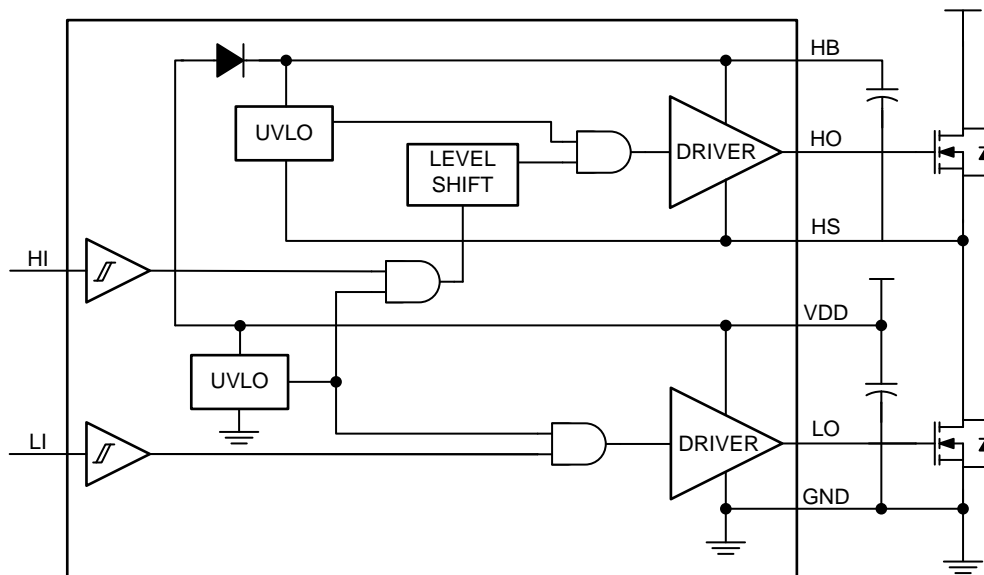 HB
UVLO
LEVEL
SHIFT
DRIVER
HO
HS
HI
VDD
UVLO
LI
DRIVER
LO
GND